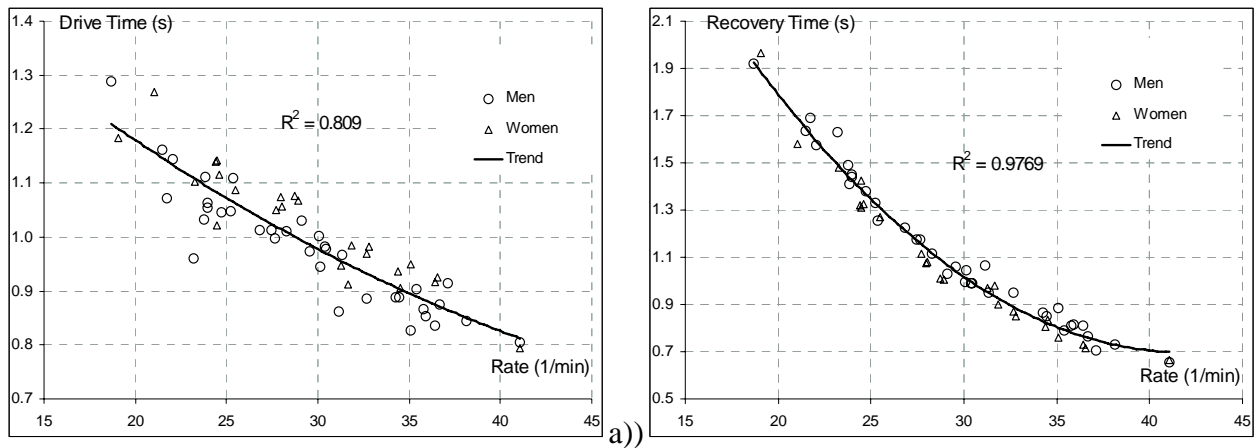 Drive Time (s)
1.4
1.3
1.2
1.1
1.0
0.9
0.8
0.7
R² = 0.809
Men
Women
Trend
Rate (1/min)
15 20 25 30 35 40 45
a))
Recovery Time (s)
2.1
1.9
1.7
1.5
1.3
1.1
0.9
0.7
0.5
Men
Women
Trend
R² = 0.9769
Rate (1/min)
15 20 25 30 35 40 45